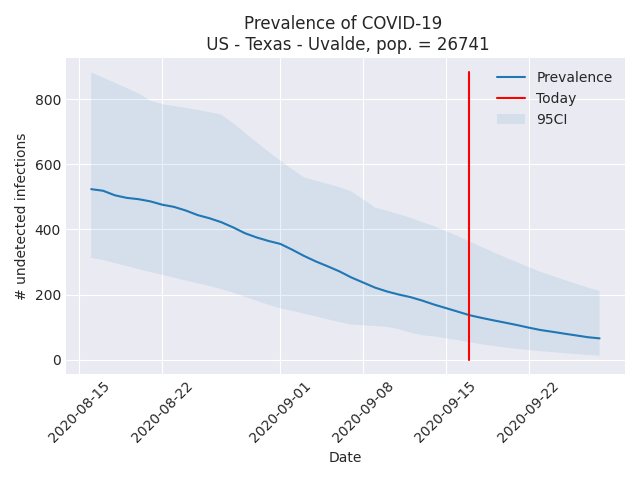 Prevalence of COVID-19
US - Texas - Uvalde, pop. = 26741
Prevalence
Today
95CI
800
600
400
200
0
# undetected infections
2020-08-15
2020-08-22
2020-09-01
2020-09-08
2020-09-15
2020-09-22
Date